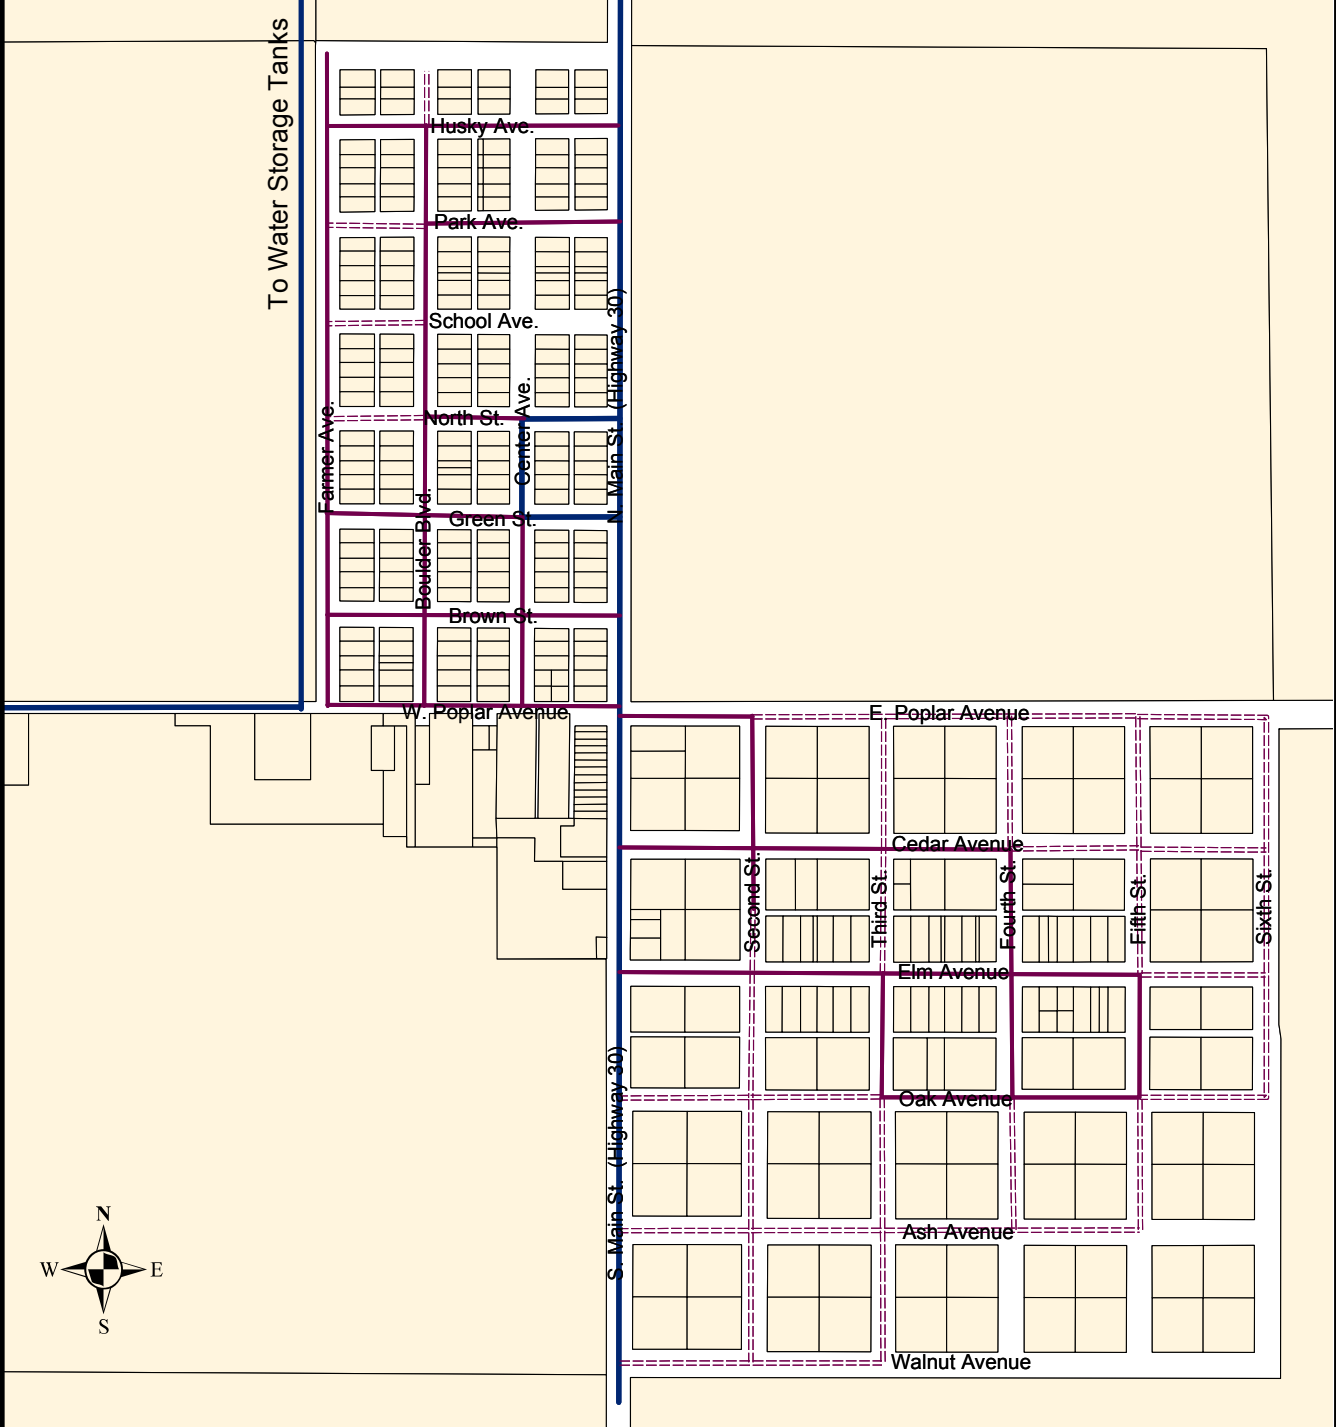 To Water Storage Tanks
Husky Ave.
Park Ave.
School Ave.
N. Main St. (Highway 30)
Center Ave.
Farmer Ave.
North St.
Boulder Blvd.
Green St.
Brown St.
W. Poplar Avenue
E. Poplar Avenue
Cedar Avenue
Second St.
Third St.
Fourth St.
Fifth St.
Sixth St.
Elm Avenue
S. Main St. (Highway 30)
Oak Avenue
Ash Avenue
N
W
E
S
Walnut Avenue